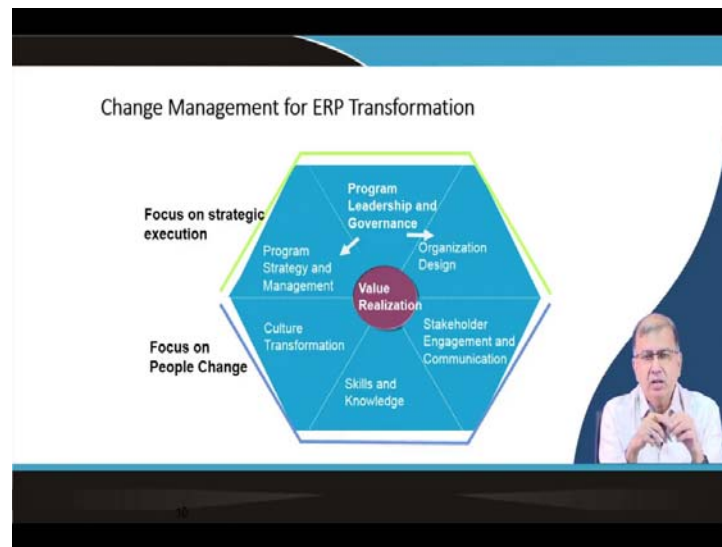 Change Management for ERP Transformation
Focus on strategic
execution
Program
Leadership and
Governance
Program
Strategy and
Management
Organization
Design
Value
Realization
Culture
Transformation
Stakeholder
Engagement and
Communication
Focus on
People Change
Skills and
Knowledge